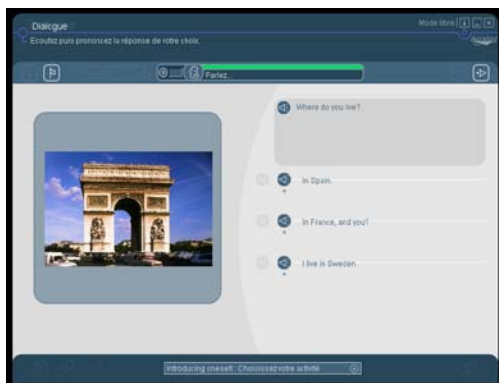 Dialogue
Mode libre
Ecoutez puis prononcez la réponse de votre choix.
Parlez...
Where do you live?
In Spain.
In France, and you?
I live is Sweden.
Introducing oneself : Choisissez votre activité